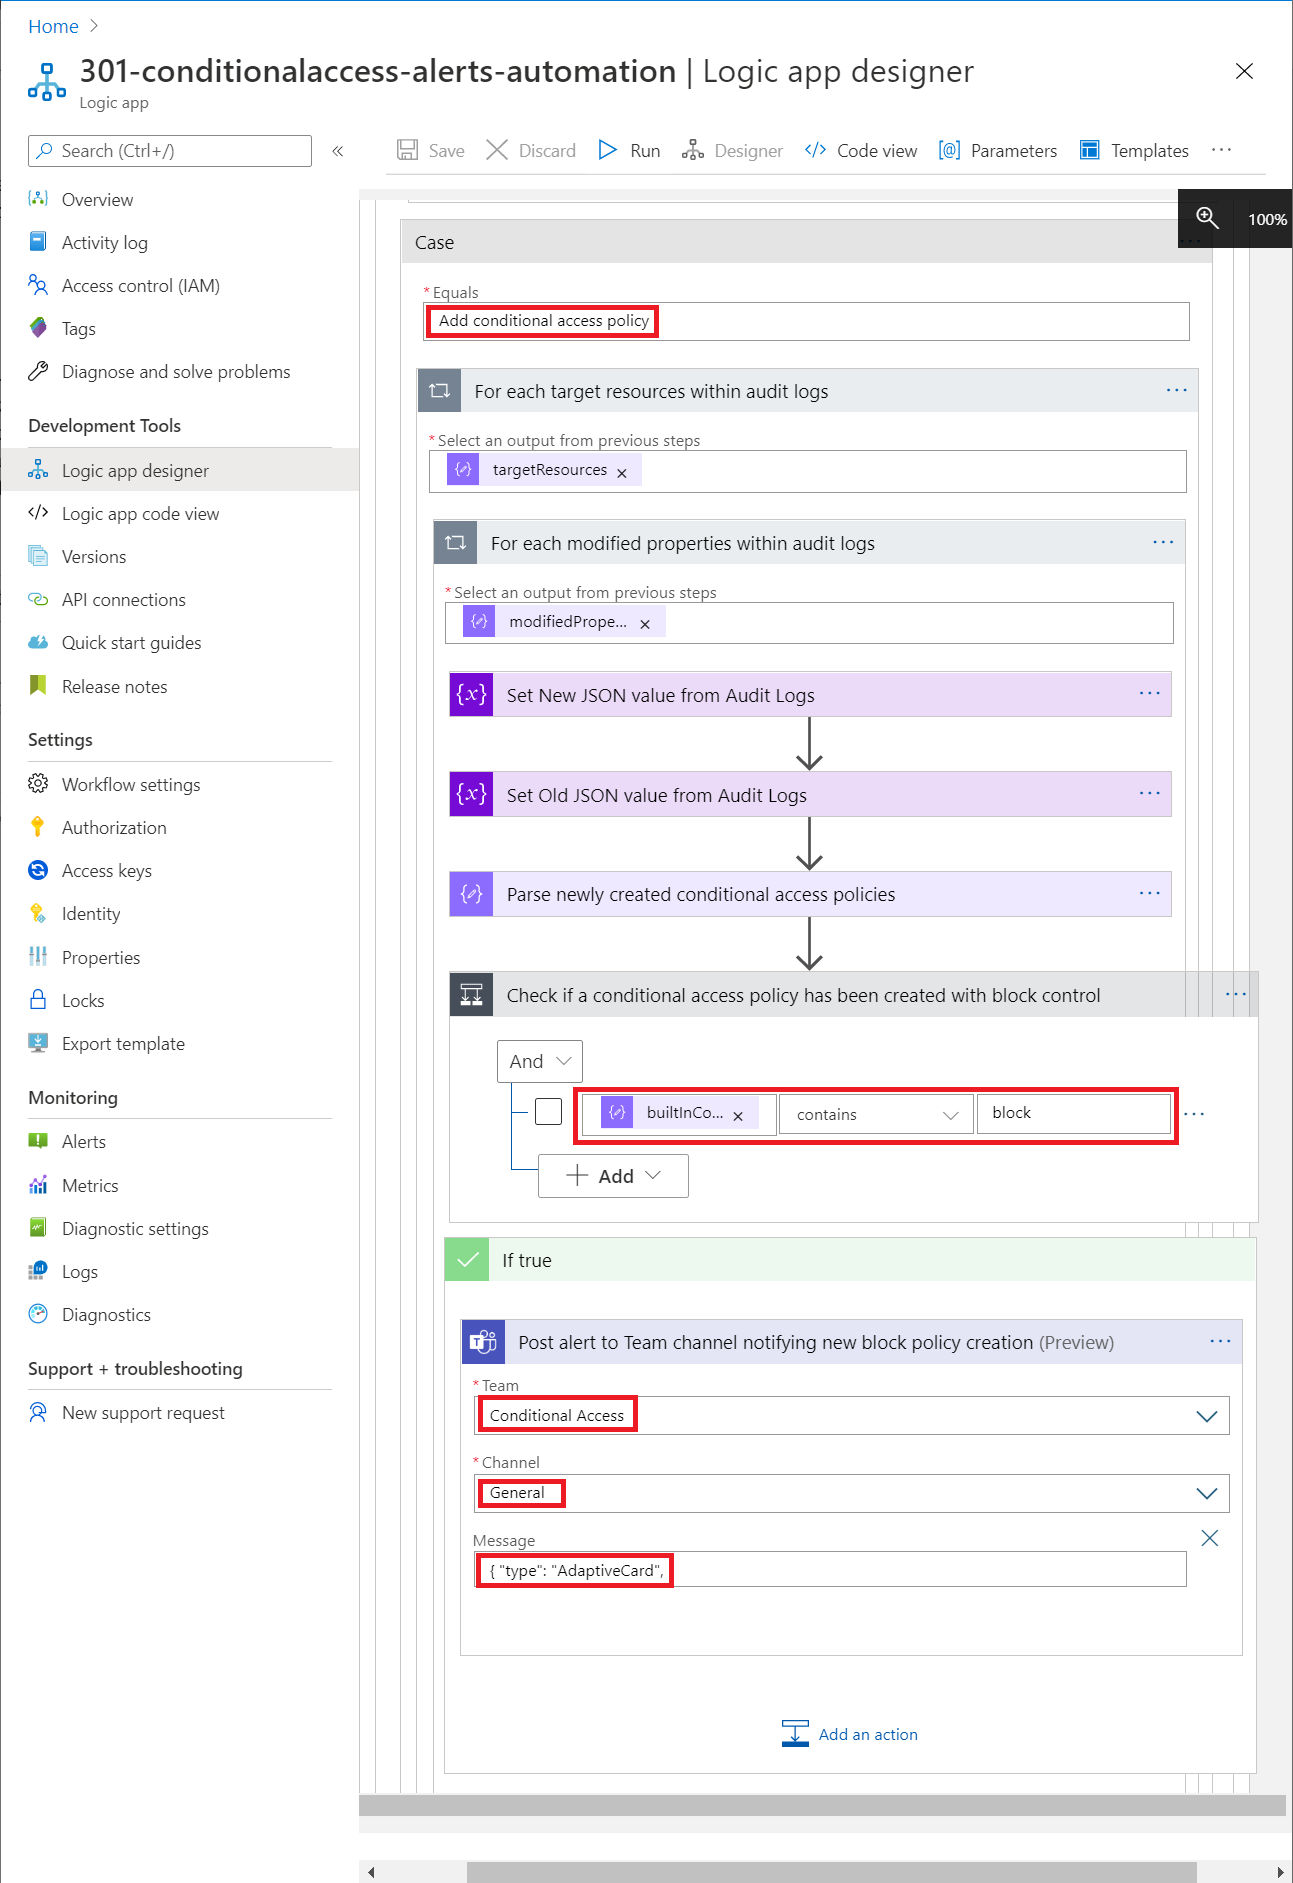 Home
301-conditionalaccess-alerts-automation | Logic app designer
Logic app
Search (Ctrl+/)
Save
Discard
Run
Designer
Code view
Parameters
Templates
Overview
Activity log
Access control (IAM)
Tags
Diagnose and solve problems
Development Tools
Logic app designer
Logic app code view
Versions
API connections
Quick start guides
Release notes
Settings
Workflow settings
Authorization
Access keys
Identity
Properties
Locks
Export template
Monitoring
Alerts
Metrics
Diagnostic settings
Logs
Diagnostics
Support + troubleshooting
New support request
100%
Case
* Equals
Add conditional access policy
For each target resources within audit logs
* Select an output from previous steps
targetResources
For each modified properties within audit logs
* Select an output from previous steps
modifiedPrope...
Set New JSON value from Audit Logs
Set Old JSON value from Audit Logs
Parse newly created conditional access policies
Check if a conditional access policy has been created with block control
And
builtInCo...
contains
block
Add
If true
Post alert to Team channel notifying new block policy creation (Preview)
* Team
Conditional Access
* Channel
General
Message
{ "type": "AdaptiveCard",
Add an action